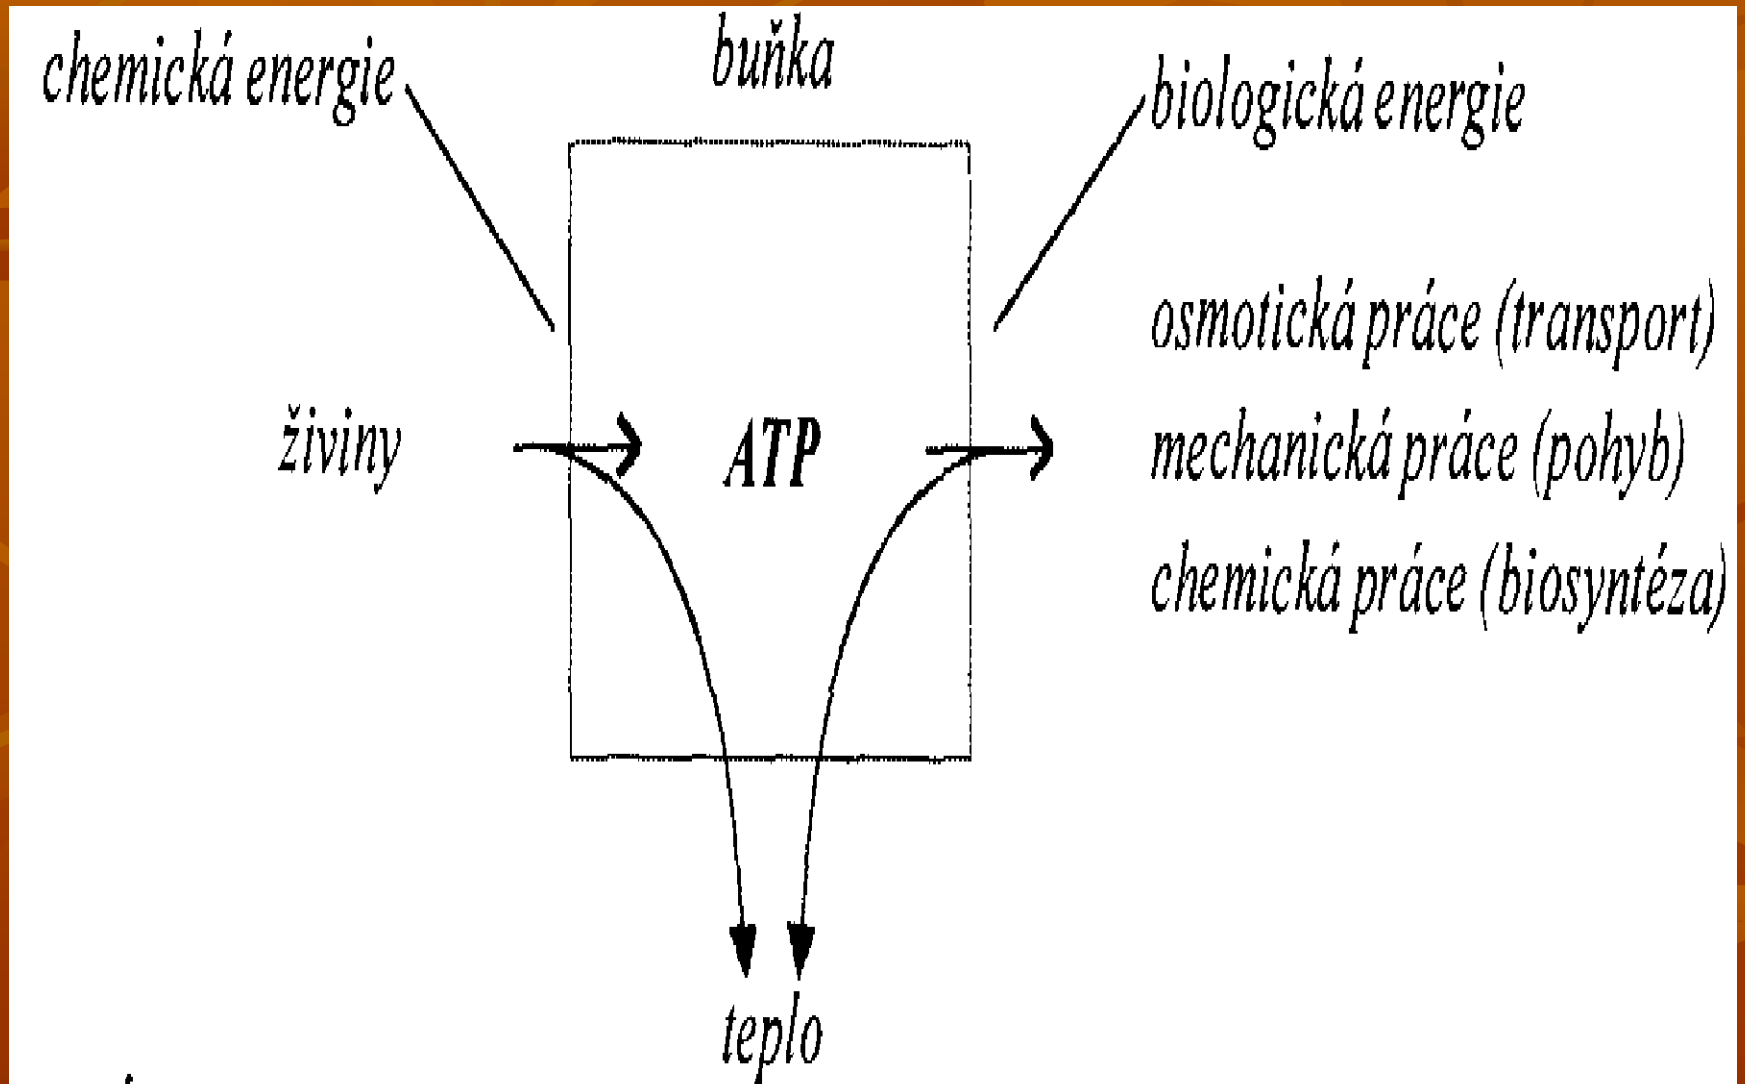 buňka
chemická energie
biologická energie
osmotická práce (transport)
živiny
ATP
mechanická práce (pohyb)
chemická práce (biosyntéza)
teplo